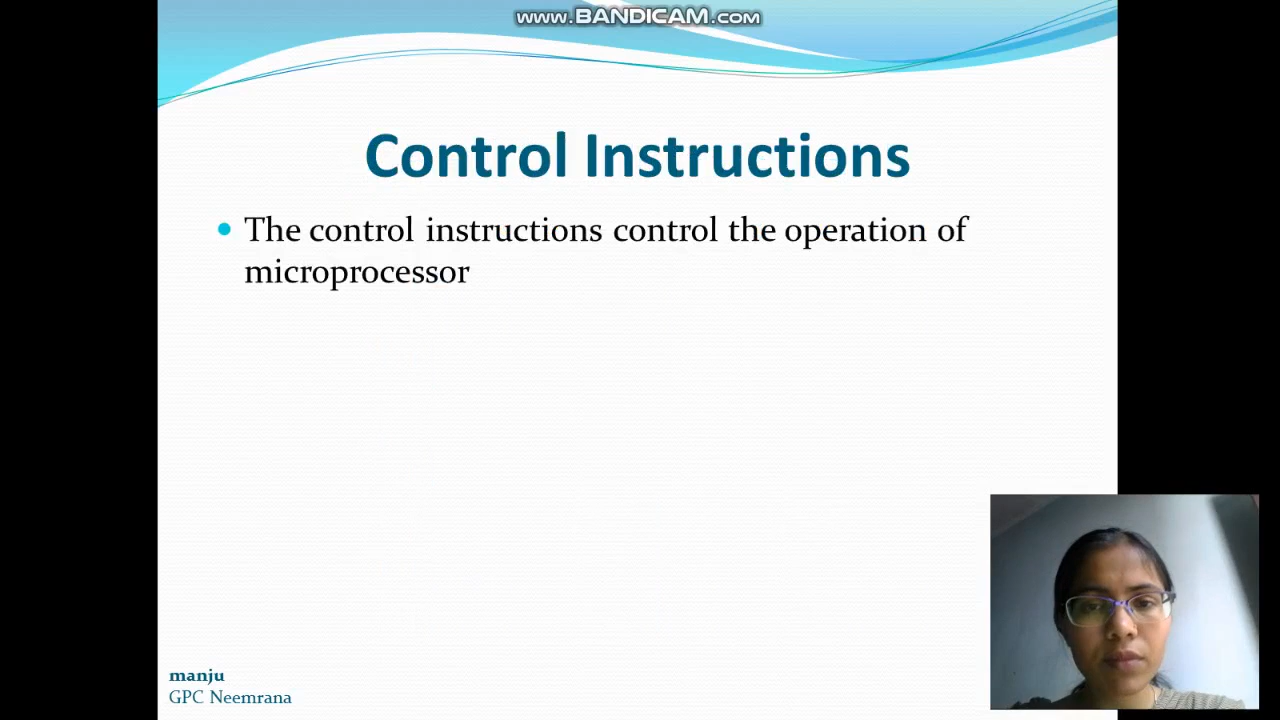 www.BANDICAM.com
Control Instructions
The control instructions control the operation of
microprocessor
manju
GPC Neemrana